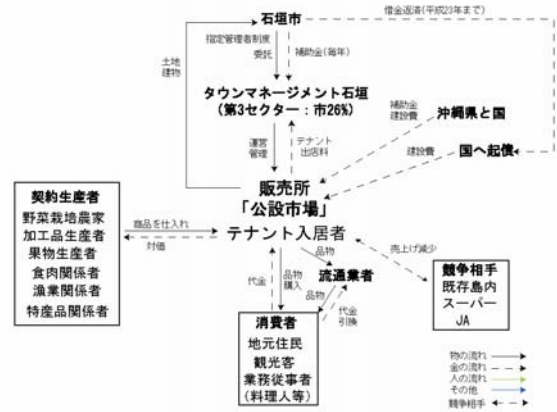 石垣市
借金返済(平成23年まで)
指定管理者制度
委託
補助金(毎年)
土地
建物
タウンマネージメント石垣
(第3セクター：市26%)
補助金
建設費
沖縄県と国
運営
管理
テナント
出店料
建設費
国へ起債
販売所
「公設市場」
テナント入居者
契約生産者
野菜栽培農家
加工品生産者
果物生産者
食肉関係者
漁業関係者
特産品関係者
商品を仕入れ
対価
品物
流通業者
売上げ減少
競争相手
既存島内
スーパー
JA
代金
品物
購入
品物
代金
引換
消費者
地元住民
観光客
業務従事者
(料理人等)
物の流れ
金の流れ
人の流れ
その他
競争相手